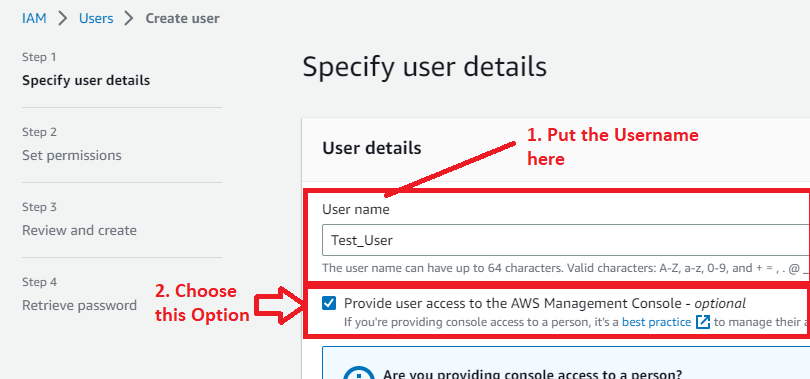 IAM > Users > Create user
Step 1
Specify user details
Step 2
Set permissions
Step 3
Review and create
Step 4
Retrieve password
Specify user details
User details
1. Put the Username
here
User name
Test_User
The user name can have up to 64 characters. Valid characters: A-Z, a-z, 0-9, and + = , . @ _
2. Choose
this Option
Provide user access to the AWS Management Console - optional
If you're providing console access to a person, it's a best practice to manage their a
Are you providing console access to a person?